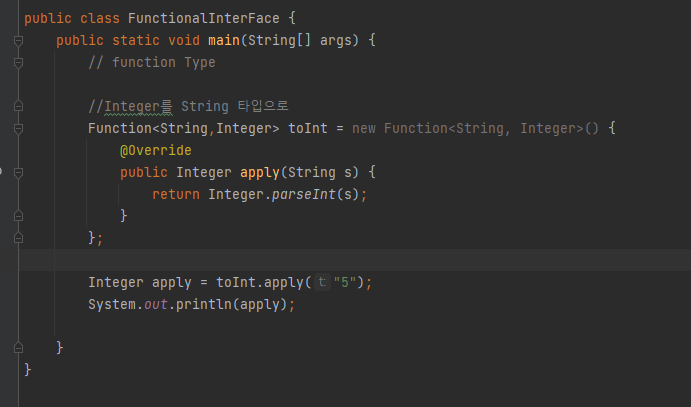 public class FunctionalInterFace {
public static void main(String[] args) {
// function Type
//Integer를 String 타입으로
Function<String,Integer> toInt = new Function<String, Integer>() {
@Override
public Integer apply(String s) {
return Integer.parseInt(s);
}
};
Integer apply = toInt.apply( t: "5");
System.out.println(apply);
}
}